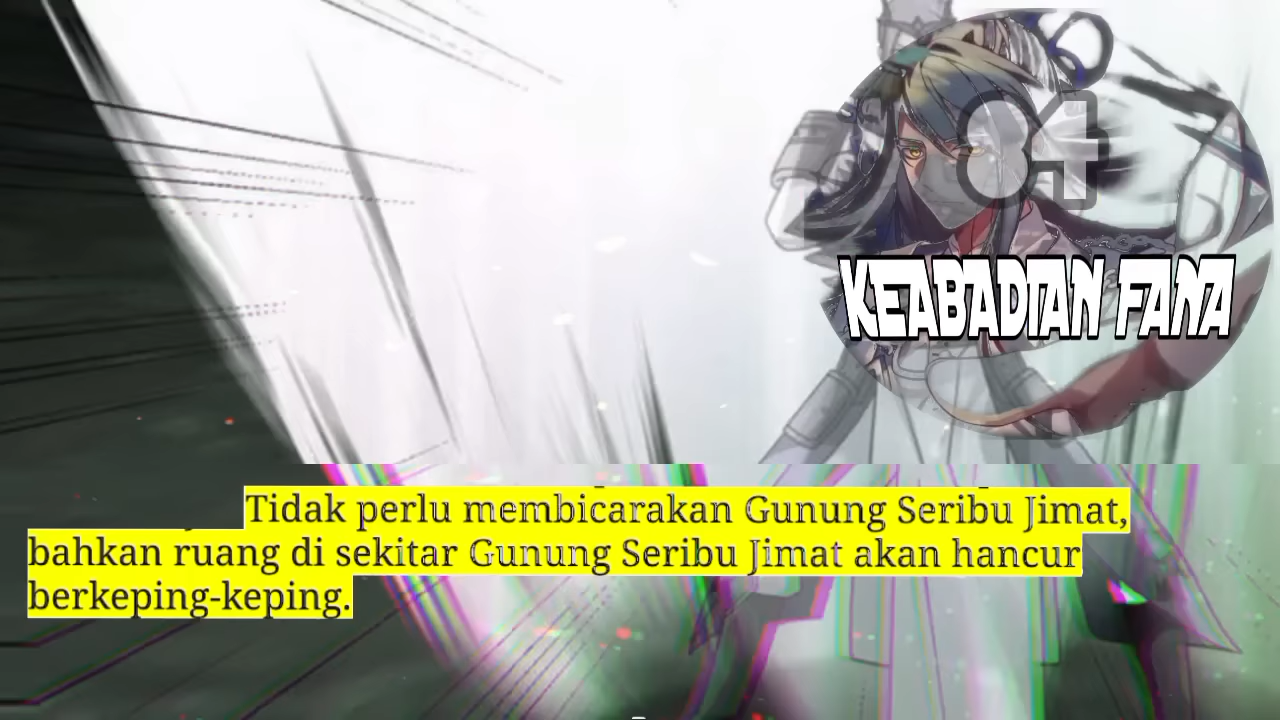 84
KEABADIAN FANA
Tidak perlu membicarakan Gunung Seribu Jimat,
bahkan ruang di sekitar Gunung Seribu Jimat akan hancur
berkeping-keping.